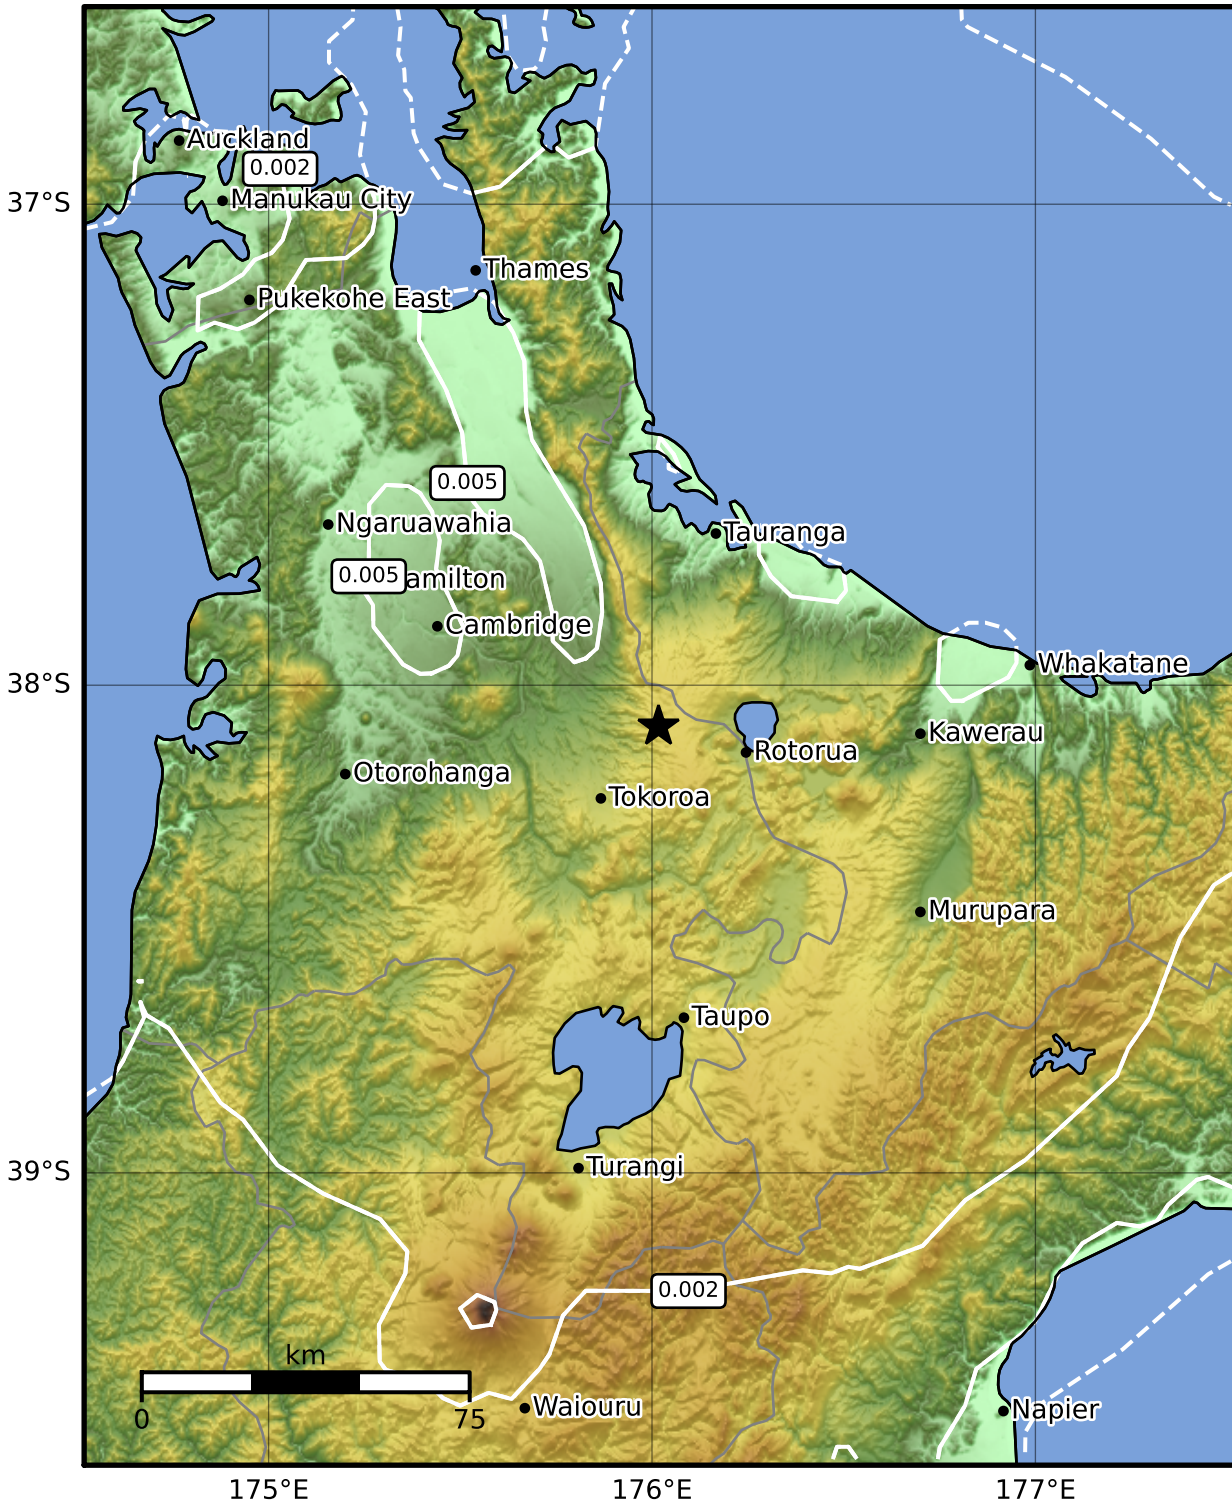 Auckland
0.002
Manukau City
37°S
Thames
Pukekohe East
0.005
Ngaruawahia
Tauranga
0.005
amilton
Cambridge
Whakatane
38°S
Kawerau
Rotorua
Otorohanga
Tokoroa
Murupara
Taupo
39°S
Turangi
0.002
km
0
75
Waiouru
Napier
175°E
176°E
177°E